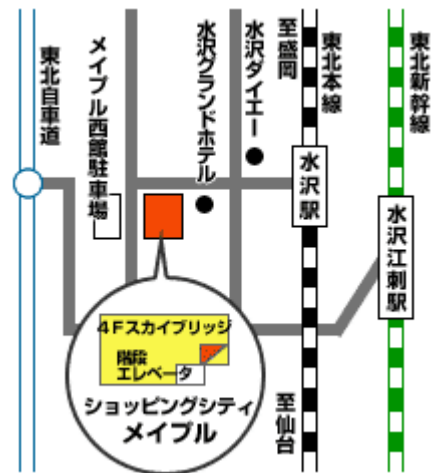 東北自車道
メイプル西館駐車場
水沢グランドホテル
水沢ダイエー
至盛岡
東北本線
東北新幹線
水沢駅
水沢江刺駅
4Fスカイブリッジ
階段
エレベータ
ショッピングシティ
メイプル
至仙台